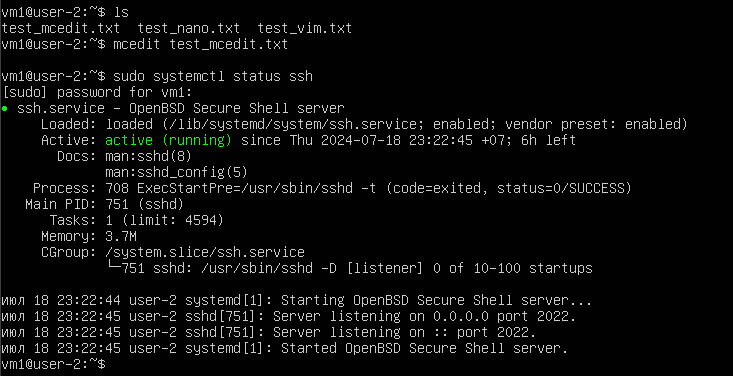 vm1@user-2:~$ ls
test_mcedit.txt  test_nano.txt  test_vim.txt
vm1@user-2:~$ mcedit test_mcedit.txt

vm1@user-2:~$ sudo systemctl status ssh
[sudo] password for vm1:
● ssh.service – OpenBSD Secure Shell server
     Loaded: loaded (/lib/systemd/system/ssh.service; enabled; vendor preset: enabled)
     Active: active (running) since Thu 2024-07-18 23:22:45 +07; 6h left
       Docs: man:sshd(8)
             man:sshd_config(5)
    Process: 708 ExecStartPre=/usr/sbin/sshd -t (code=exited, status=0/SUCCESS)
   Main PID: 751 (sshd)
      Tasks: 1 (limit: 4594)
     Memory: 3.7M
     CGroup: /system.slice/ssh.service
             └─751 sshd: /usr/sbin/sshd -D [listener] 0 of 10-100 startups

июл 18 23:22:44 user-2 systemd[1]: Starting OpenBSD Secure Shell server...
июл 18 23:22:45 user-2 sshd[751]: Server listening on 0.0.0.0 port 2022.
июл 18 23:22:45 user-2 sshd[751]: Server listening on :: port 2022.
июл 18 23:22:45 user-2 systemd[1]: Started OpenBSD Secure Shell server.
vm1@user-2:~$